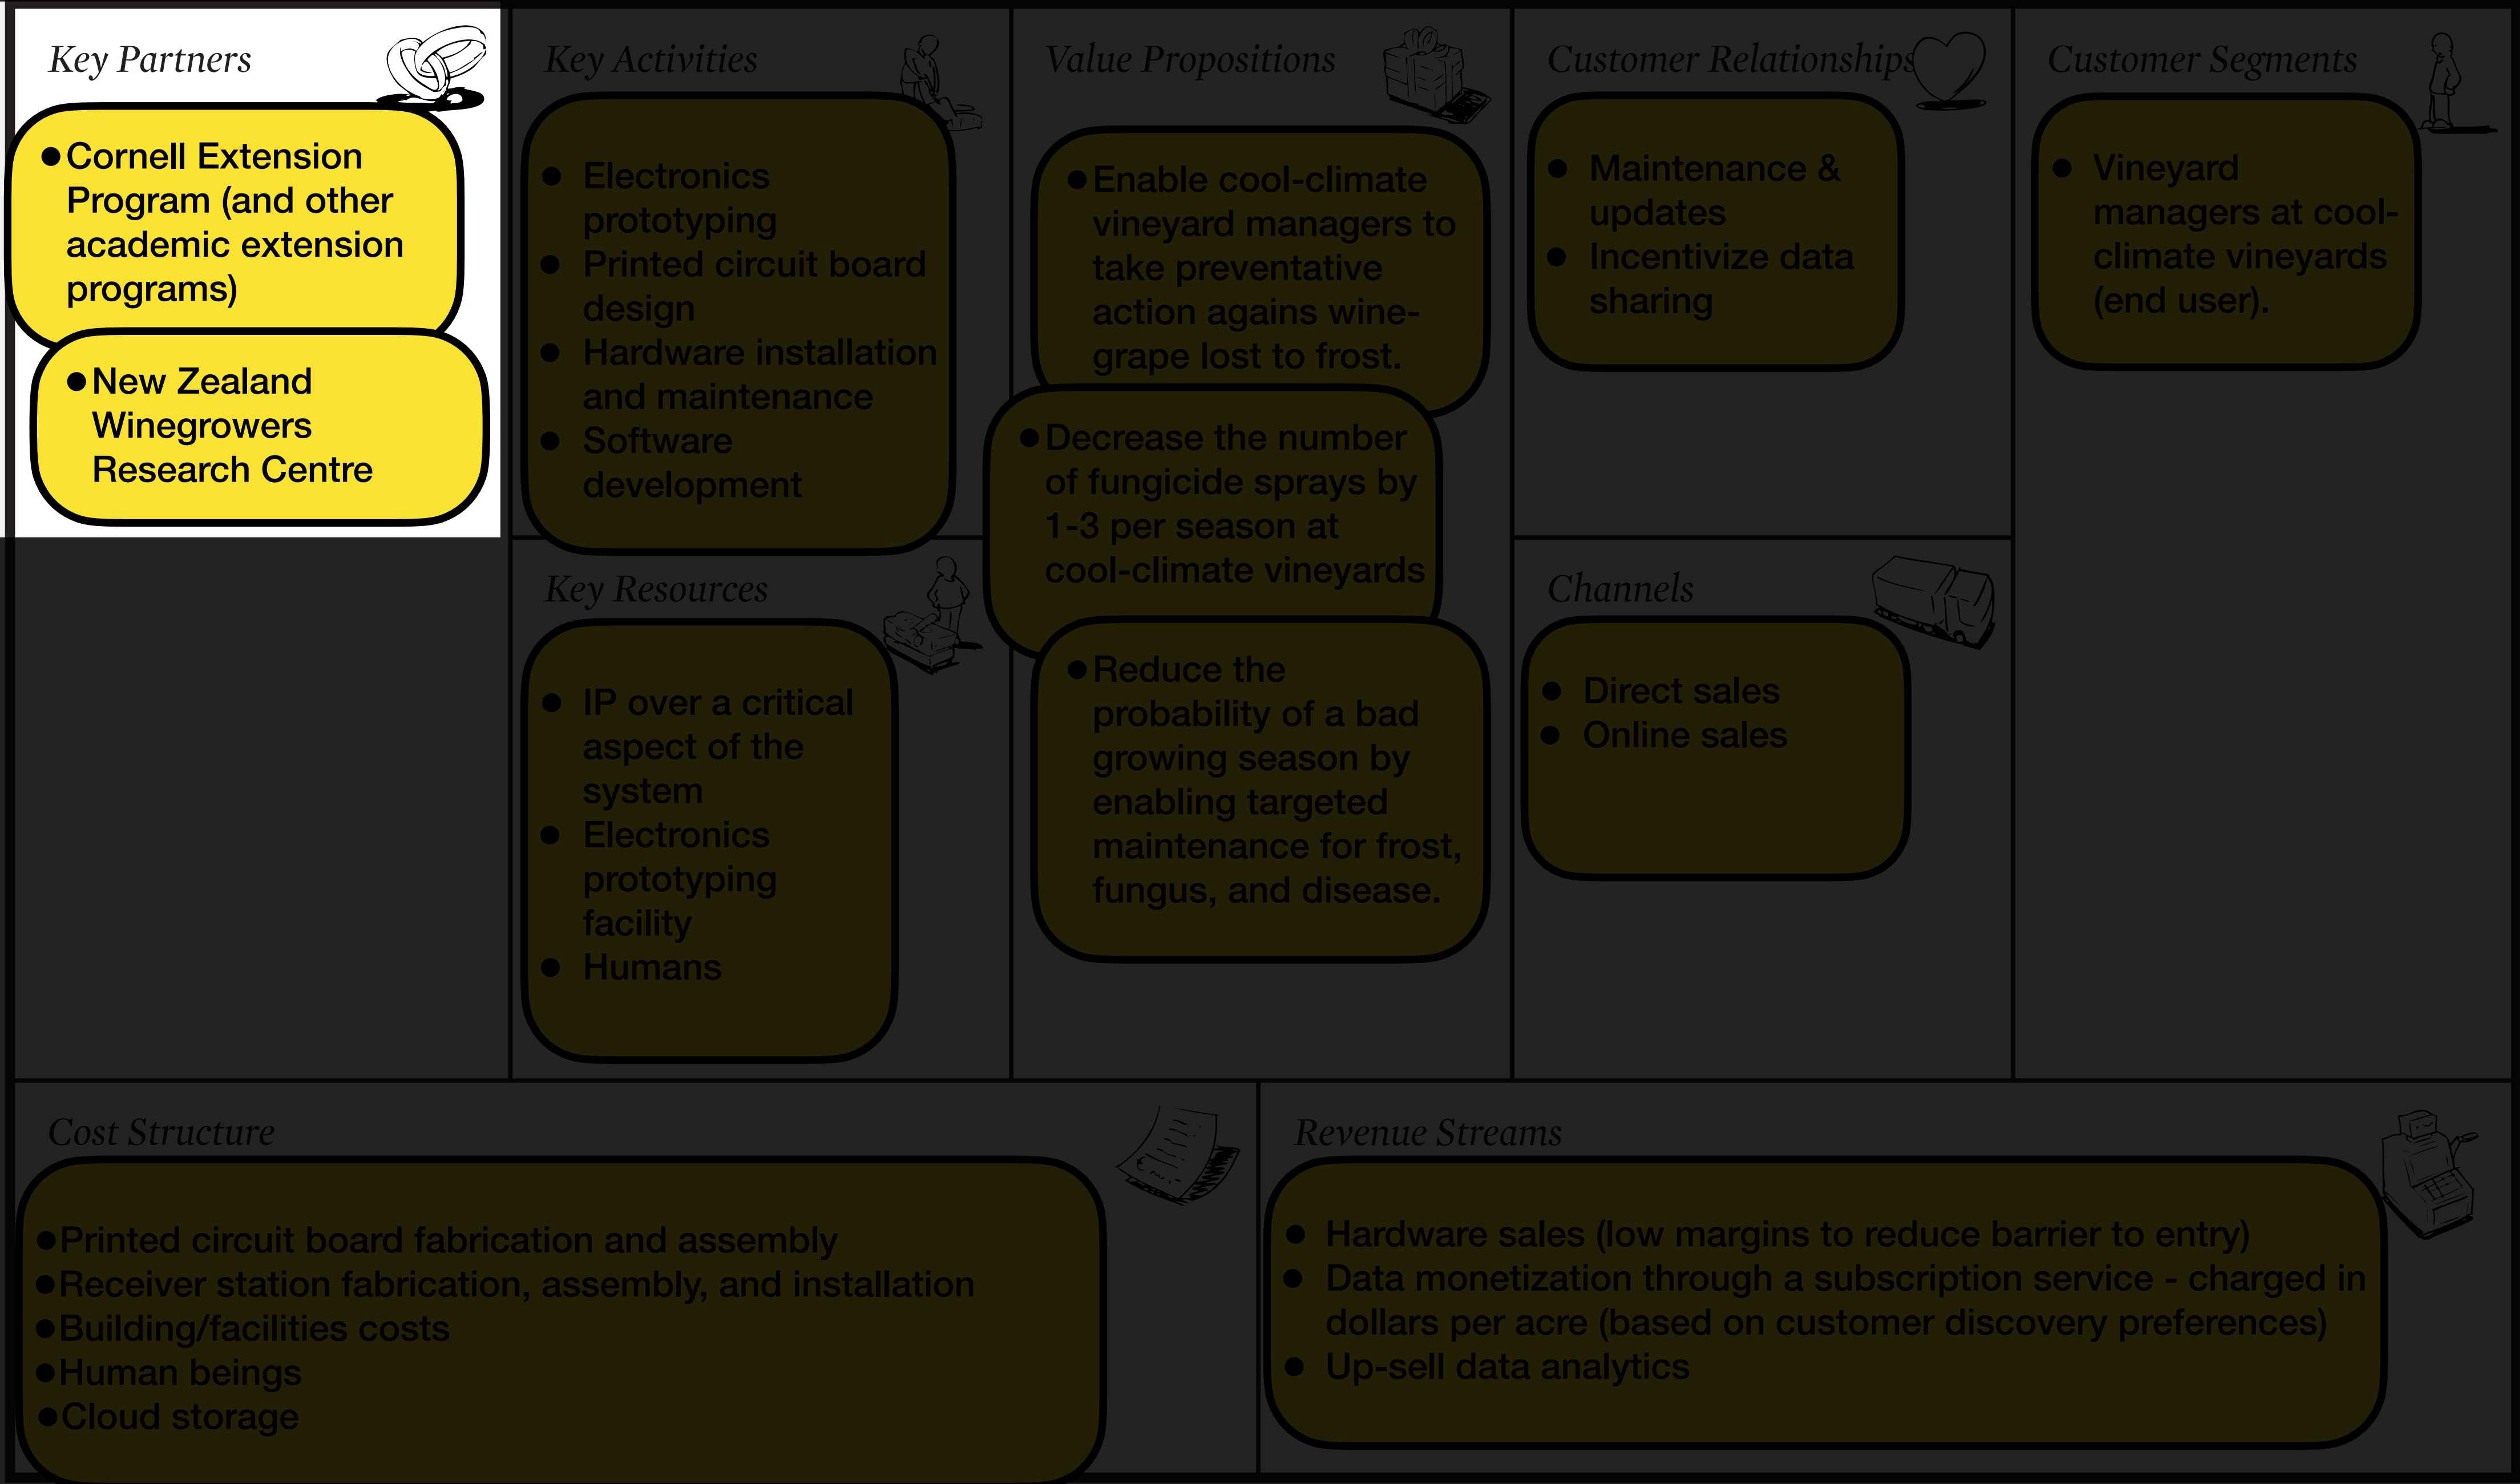 Key Partners
● Cornell Extension
Program (and other
academic extension
programs)
● New Zealand
Winegrowers
Research Centre
Key Activities
● Electronics
prototyping
● Printed circuit board
design
● Hardware installation
and maintenance
● Software
development
Key Resources
● IP over a critical
aspect of the
system
● Electronics
prototyping
facility
● Humans
Value Propositions
● Enable cool-climate
vineyard managers to
take preventative
action agains wine-
grape lost to frost.
● Decrease the number
of fungicide sprays by
1-3 per season at
cool-climate vineyards
● Reduce the
probability of a bad
growing season by
enabling targeted
maintenance for frost,
fungus, and disease.
Customer Relationships
● Maintenance &
updates
● Incentivize data
sharing
Channels
● Direct sales
● Online sales
Customer Segments
● Vineyard
managers at cool-
climate vineyards
(end user).
Cost Structure
● Printed circuit board fabrication and assembly
● Receiver station fabrication, assembly, and installation
● Building/facilities costs
● Human beings
● Cloud storage
Revenue Streams
● Hardware sales (low margins to reduce barrier to entry)
● Data monetization through a subscription service - charged in
dollars per acre (based on customer discovery preferences)
● Up-sell data analytics